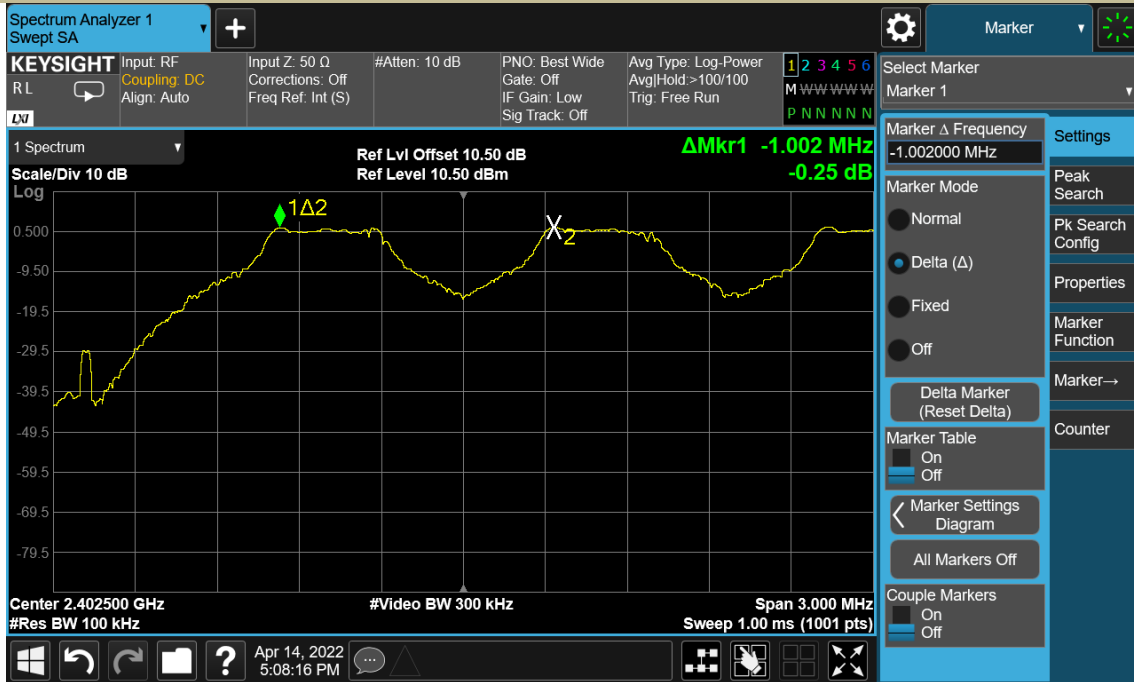 Spectrum Analyzer 1
Swept SA
+
Marker
KEYSIGHT
R L
LXI
Input: RF
Coupling: DC
Align: Auto
Input Z: 50 Ω
Corrections: Off
Freq Ref: Int (S)
#Atten: 10 dB
PNO: Best Wide
Gate: Off
IF Gain: Low
Sig Track: Off
Avg Type: Log-Power
Avg|Hold:>100/100
Trig: Free Run
1 2 3 4 5 6
M W W W W W
P N N N N N
Select Marker
Marker 1
1 Spectrum
Scale/Div 10 dB
Log
Ref Lvl Offset 10.50 dB
Ref Level 10.50 dBm
ΔMkr1 -1.002 MHz
-0.25 dB
1Δ2
X2
0.500
-9.50
-19.5
-29.5
-39.5
-49.5
-59.5
-69.5
-79.5
Center 2.402500 GHz
#Res BW 100 kHz
#Video BW 300 kHz
Span 3.000 MHz
Sweep 1.00 ms (1001 pts)
Marker Δ Frequency
-1.002000 MHz
Marker Mode
Normal
Delta (Δ)
Fixed
Off
Delta Marker
(Reset Delta)
Marker Table
On
Off
Marker Settings
Diagram
All Markers Off
Couple Markers
On
Off
Settings
Peak
Search
Pk Search
Config
Properties
Marker
Function
Marker→
Counter
?
Apr 14, 2022
5:08:16 PM